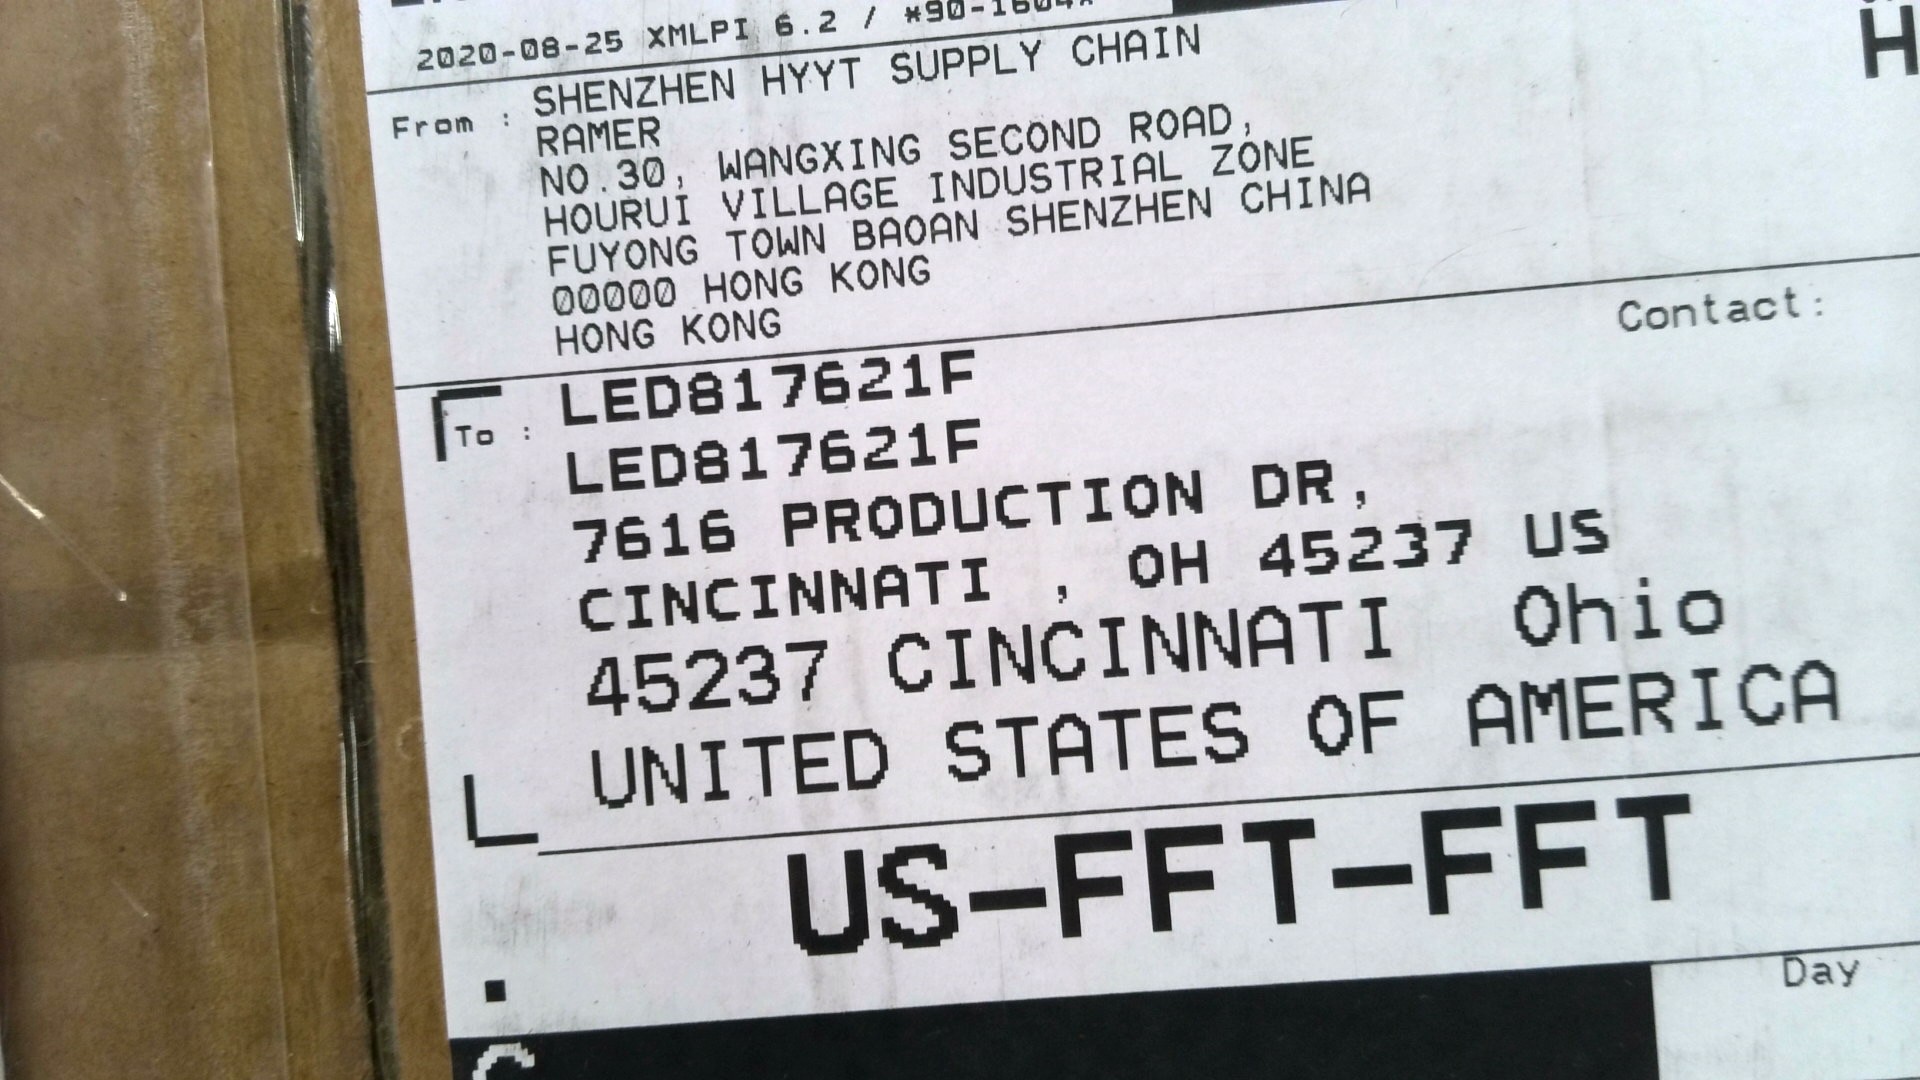 2020-08-25 XMLPI 6.2 / *90-1604*
From :
SHENZHEN HYYT SUPPLY CHAIN
RAMER
NO.30, WANGXING SECOND ROAD,
HOURUI VILLAGE INDUSTRIAL ZONE
FUYONG TOWN BAOAN SHENZHEN CHINA
00000 HONG KONG
HONG KONG
Contact:
To :
LED817621F
LED817621F
7616 PRODUCTION DR,
CINCINNATI , OH 45237 US
45237 CINCINNATI Ohio
UNITED STATES OF AMERICA
US-FFT-FFT
Day